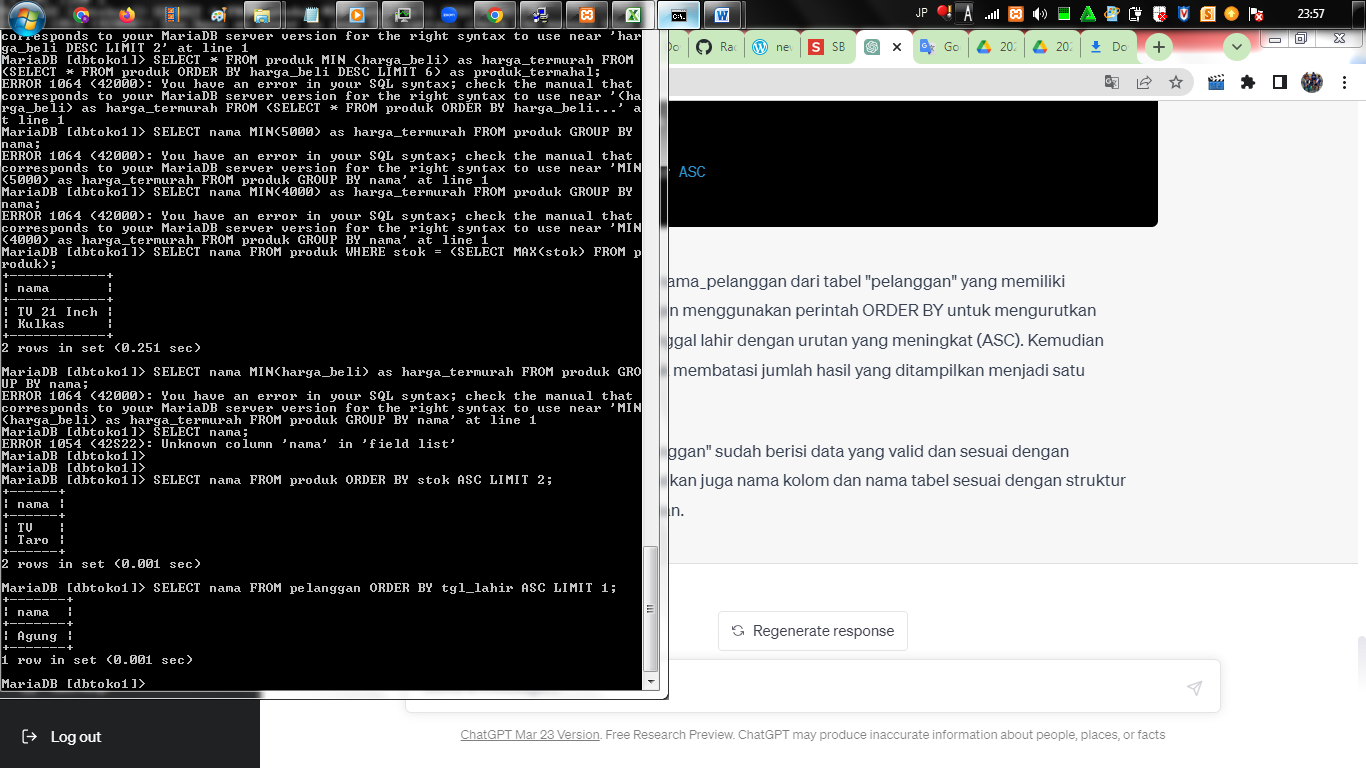 JP
A
23:57
corresponds to your MariaDB server version for the right syntax to use near 'har
ga_beli DESC LIMIT 2' at line 1
MariaDB [dbtoko1]> SELECT * FROM produk MIN (harga_beli) as harga_termurah FROM
(SELECT * FROM produk ORDER BY harga_beli DESC LIMIT 6) as produk_termahal;
ERROR 1064 (42000): You have an error in your SQL syntax; check the manual that
corresponds to your MariaDB server version for the right syntax to use near '(ha
rga_beli) as harga_termurah FROM (SELECT * FROM produk ORDER BY harga_beli...' a
t line 1
MariaDB [dbtoko1]> SELECT nama MIN(5000) as harga_termurah FROM produk GROUP BY
nama;
ERROR 1064 (42000): You have an error in your SQL syntax; check the manual that
corresponds to your MariaDB server version for the right syntax to use near 'MIN
(5000) as harga_termurah FROM produk GROUP BY nama' at line 1
MariaDB [dbtoko1]> SELECT nama MIN(4000) as harga_termurah FROM produk GROUP BY
nama;
ERROR 1064 (42000): You have an error in your SQL syntax; check the manual that
corresponds to your MariaDB server version for the right syntax to use near 'MIN
(4000) as harga_termurah FROM produk GROUP BY nama' at line 1
MariaDB [dbtoko1]> SELECT nama FROM produk WHERE stok = (SELECT MAX(stok) FROM p
roduk);
+------------+
| nama       |
+------------+
| TV 21 Inch |
| Kulkas     |
+------------+
2 rows in set (0.251 sec)
MariaDB [dbtoko1]> SELECT nama MIN(harga_beli) as harga_termurah FROM produk GRO
UP BY nama;
ERROR 1064 (42000): You have an error in your SQL syntax; check the manual that
corresponds to your MariaDB server version for the right syntax to use near 'MIN
(harga_beli) as harga_termurah FROM produk GROUP BY nama' at line 1
MariaDB [dbtoko1]> SELECT nama;
ERROR 1054 (42S22): Unknown column 'nama' in 'field list'
MariaDB [dbtoko1]>
MariaDB [dbtoko1]>
MariaDB [dbtoko1]> SELECT nama FROM produk ORDER BY stok ASC LIMIT 2;
+------+
| nama |
+------+
| TV   |
| Taro |
+------+
2 rows in set (0.001 sec)
MariaDB [dbtoko1]> SELECT nama FROM pelanggan ORDER BY tgl_lahir ASC LIMIT 1;
+-------+
| nama  |
+-------+
| Agung |
+-------+
1 row in set (0.001 sec)
MariaDB [dbtoko1]>
Do
Rac
nev
SB
Go
202
202
Do
ASC
ama_pelanggan dari tabel "pelanggan" yang memiliki
n menggunakan perintah ORDER BY untuk mengurutkan
ggal lahir dengan urutan yang meningkat (ASC). Kemudian
membatasi jumlah hasil yang ditampilkan menjadi satu
ggan" sudah berisi data yang valid dan sesuai dengan
kan juga nama kolom dan nama tabel sesuai dengan struktur
n.
Regenerate response
Log out
ChatGPT Mar 23 Version. Free Research Preview. ChatGPT may produce inaccurate information about people, places, or facts